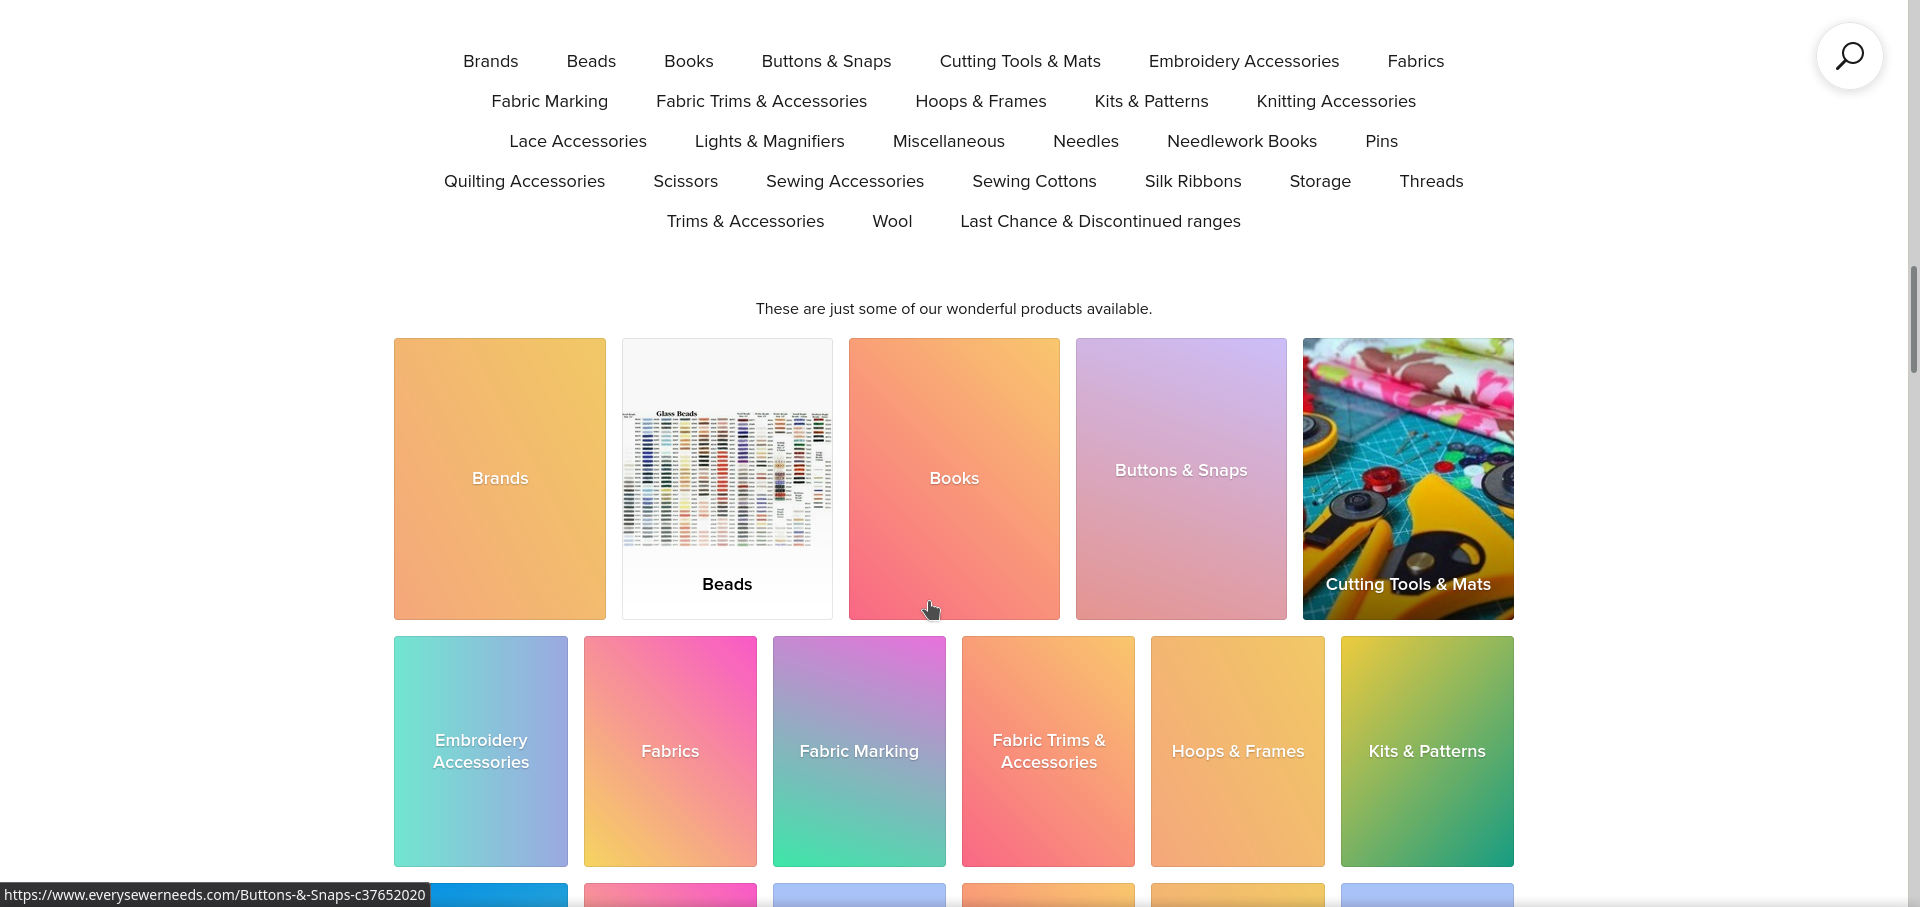 Brands Beads Books Buttons & Snaps Cutting Tools & Mats Embroidery Accessories Fabrics
Fabric Marking Fabric Trims & Accessories Hoops & Frames Kits & Patterns Knitting Accessories
Lace Accessories Lights & Magnifiers Miscellaneous Needles Needlework Books Pins
Quilting Accessories Scissors Sewing Accessories Sewing Cottons Silk Ribbons Storage Threads
Trims & Accessories Wool Last Chance & Discontinued ranges
These are just some of our wonderful products available.
Brands
Glass Beads
Beads
Books
Buttons & Snaps
Cutting Tools & Mats
Embroidery
Accessories
Fabrics
Fabric Marking
Fabric Trims &
Accessories
Hoops & Frames
Kits & Patterns
https://www.everysewerneeds.com/Buttons-&-Snaps-c37652020